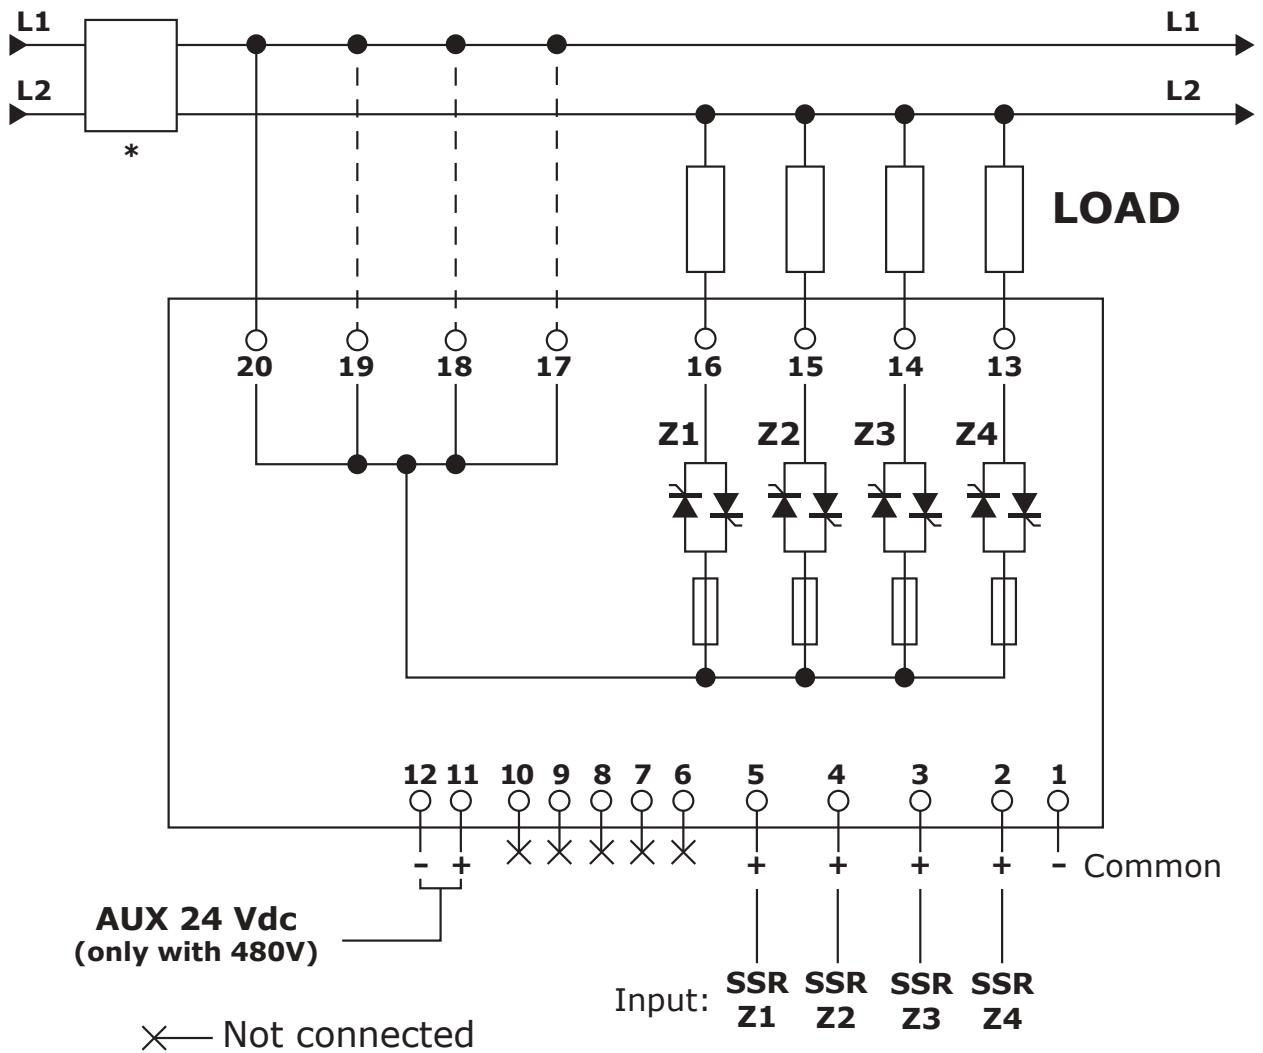 L1 L1
L2 L2
*
LOAD
20 19 18 17 16 15 14 13
Z1 Z2 Z3 Z4
12 11 10 9 8 7 6 5 4 3 2 1
- + + + + + - Common
AUX 24 Vdc
(only with 480V)
Input: SSR Z1 SSR Z2 SSR Z3 SSR Z4
Not connected